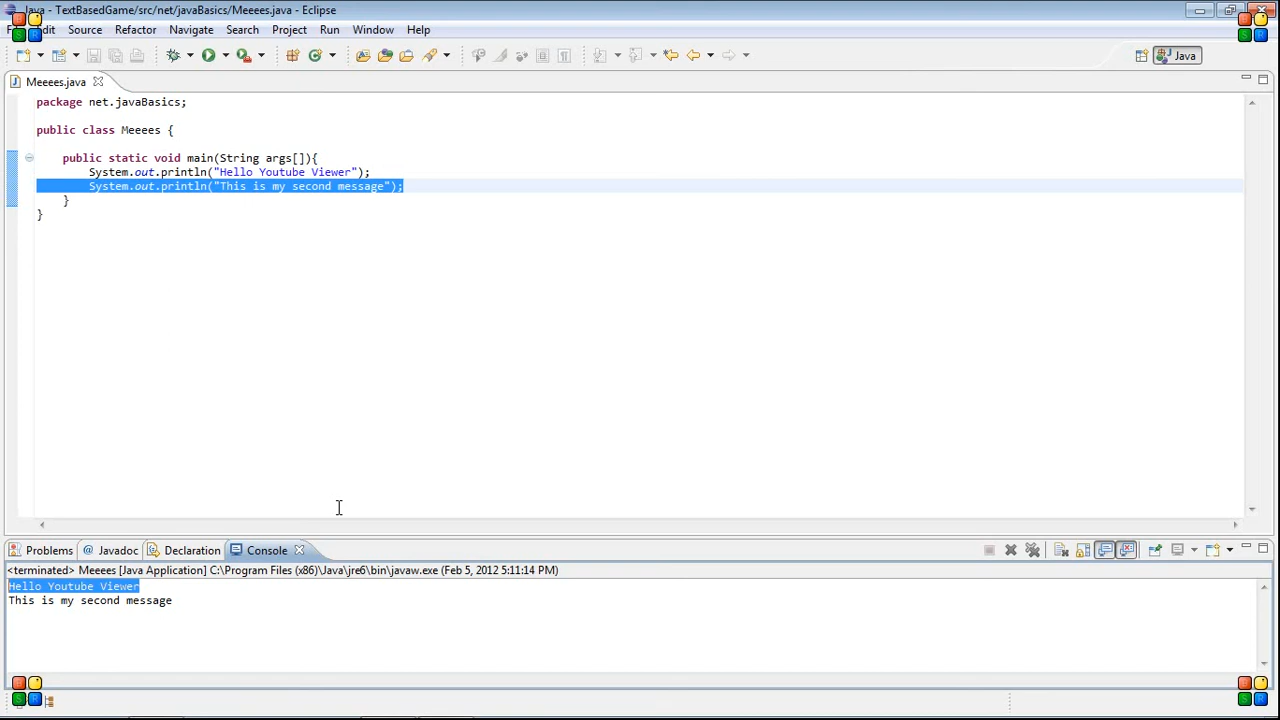 Java - TextBasedGame/src/net/javaBasics/Meeees.java - Eclipse
Source Refactor Navigate Search Project Run Window Help
Java
Meeees.java
package net.javaBasics;
public class Meeees {
public static void main(String args[]){
System.out.println("Hello Youtube Viewer");
System.out.println("This is my second message");
}
}
Problems Javadoc Declaration Console
<terminated> Meeees [Java Application] C:\Program Files (x86)\Java\jre6\bin\javaw.exe (Feb 5, 2012 5:11:14 PM)
Hello Youtube Viewer
This is my second message